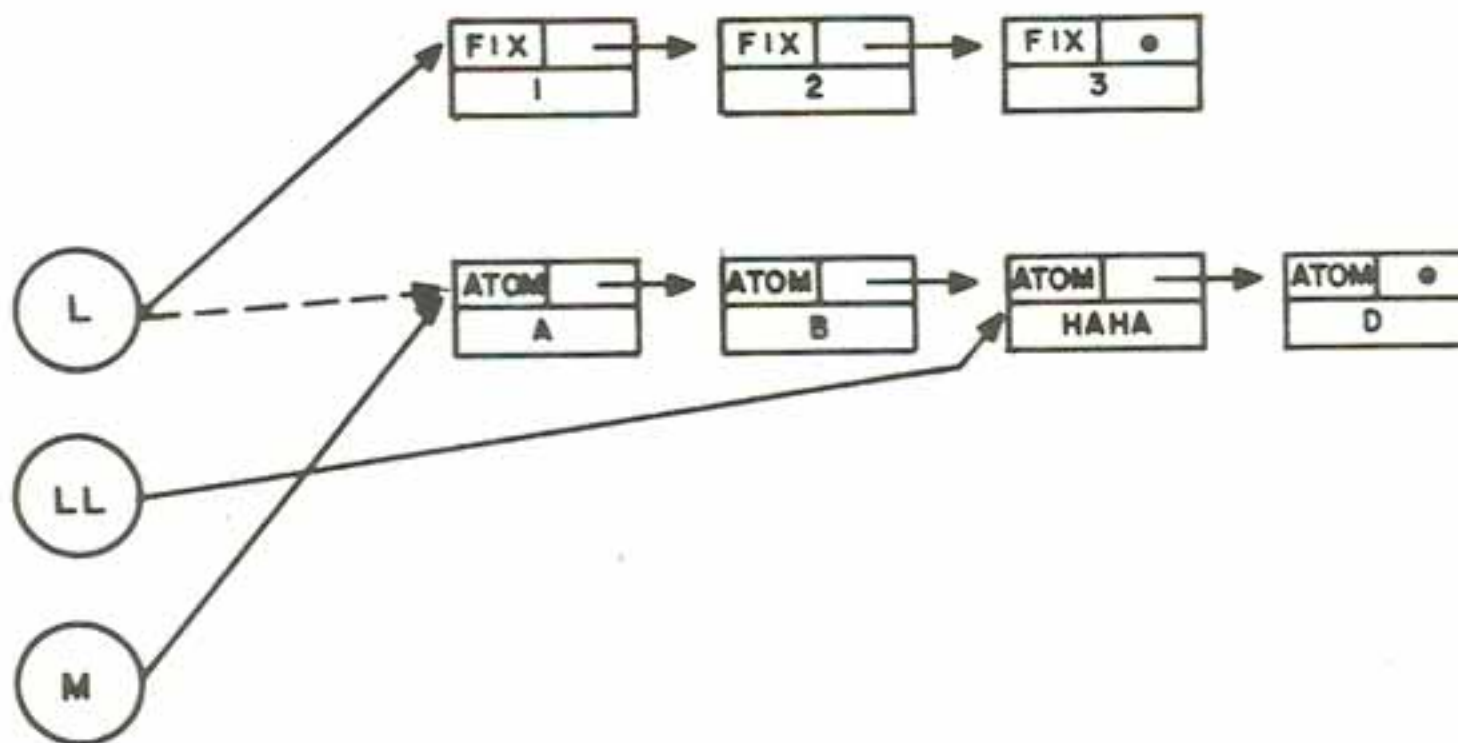 FIX FIX FIX
1 2 3
L
ATOM ATOM ATOM ATOM
A B HAHA D
LL
M